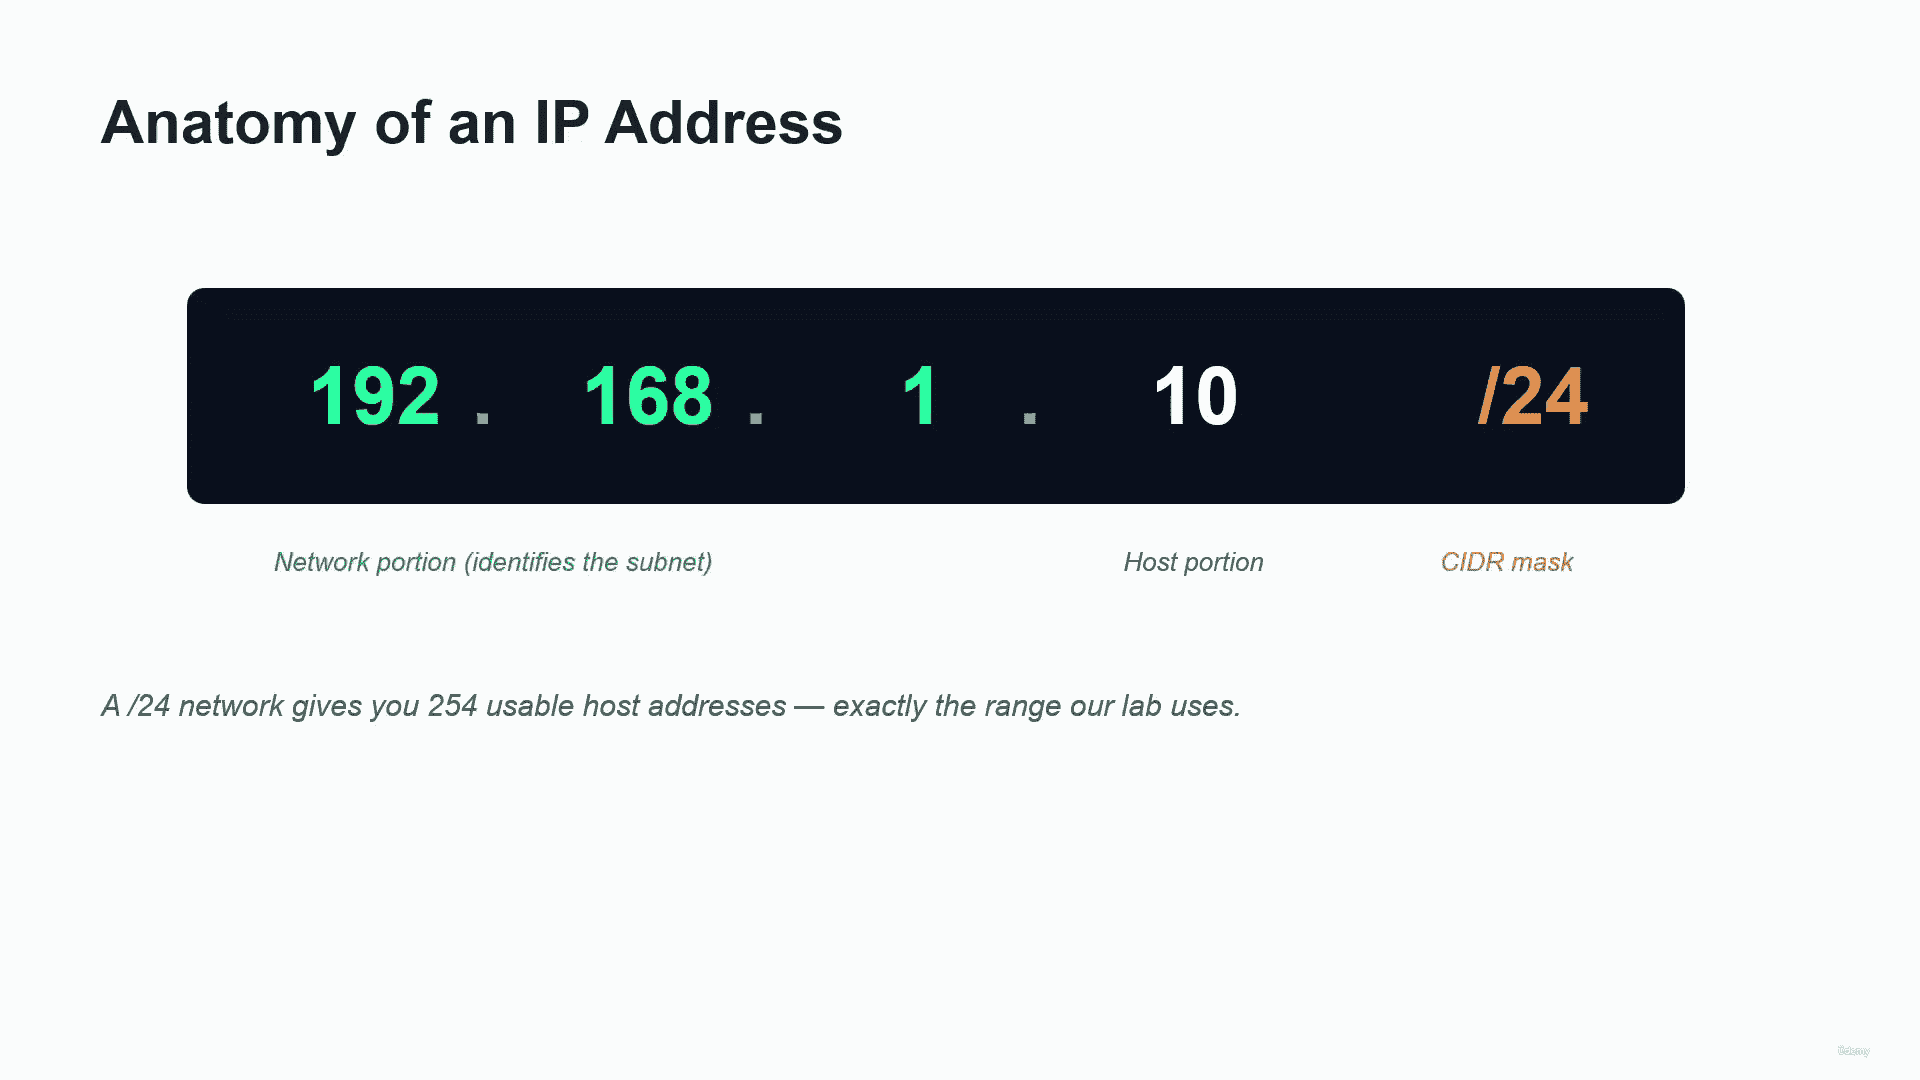 Anatomy of an IP Address
192 . 168 . 1 . 10 /24
Network portion (identifies the subnet) Host portion CIDR mask
A /24 network gives you 254 usable host addresses — exactly the range our lab uses.
Udemy